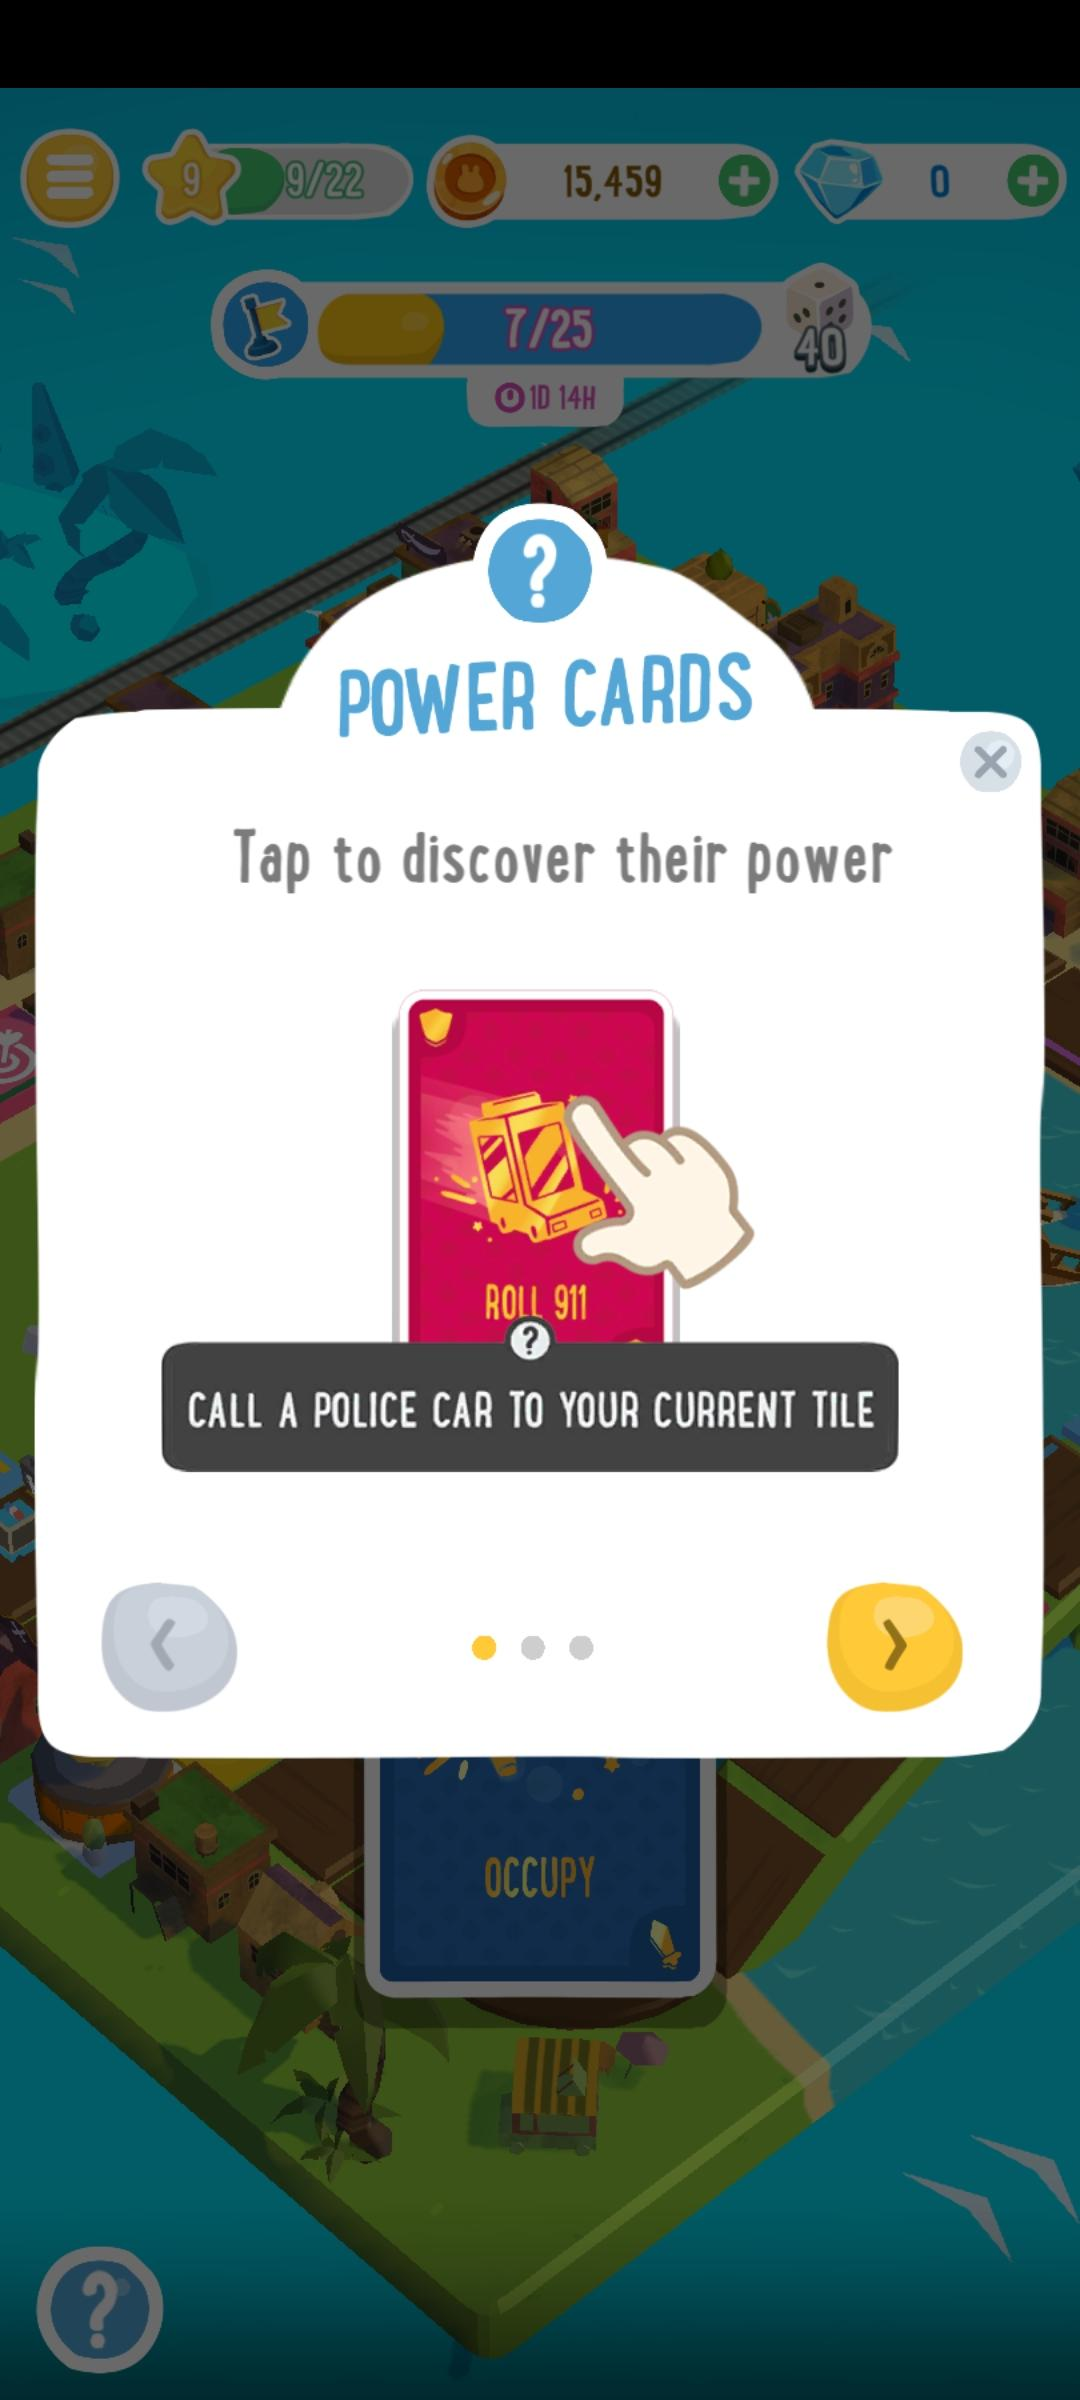 9
9/22
15,459
0
7/25
40
1D 14H
?
POWER CARDS
Tap to discover their power
ROLL 911
?
CALL A POLICE CAR TO YOUR CURRENT TILE
OCCUPY
?